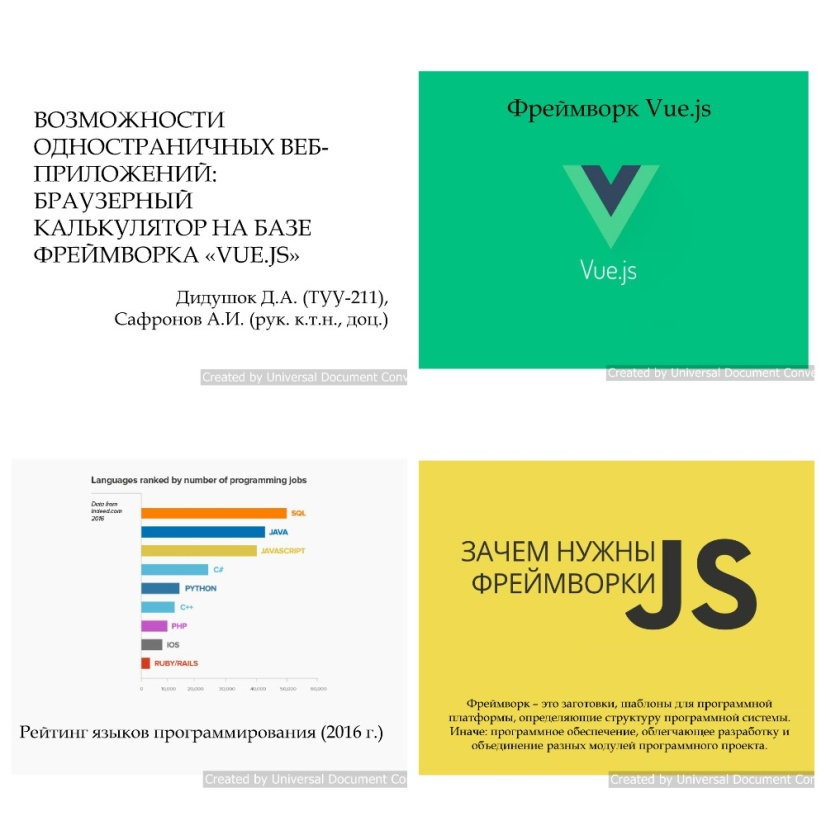 ВОЗМОЖНОСТИ
ОДНОСТРАНИЧНЫХ ВЕБ-
ПРИЛОЖЕНИЙ:
БРАУЗЕРНЫЙ
КАЛЬКУЛЯТОР НА БАЗЕ
ФРЕЙМВОРКА «VUE.JS»
Дидушок Д.А. (ТУУ-211),
Сафронов А.И. (рук. к.т.н., доц.)
Created by Universal Document Conv
Фреймворк Vue.js
Vue.js
Created by Universal Document Conve
Languages ranked by number of programming jobs
Data from
Indeed.com
2016
SQL
JAVA
JAVASCRIPT
C#
PYTHON
C++
PHP
IOS
RUBY/RAILS
0 10,000 20,000 30,000 40,000 50,000 60,000
Рейтинг языков программирования (2016 г.)
Created by Universal Document Co
ЗАЧЕМ НУЖНЫ
ФРЕЙМВОРКИ
JS
Фреймворк – это заготовки, шаблоны для программной
платформы, определяющие структуру программной системы.
Иначе: программное обеспечение, облегчающее разработку и
объединение разных модулей программного проекта.
Created by Universal Document Con